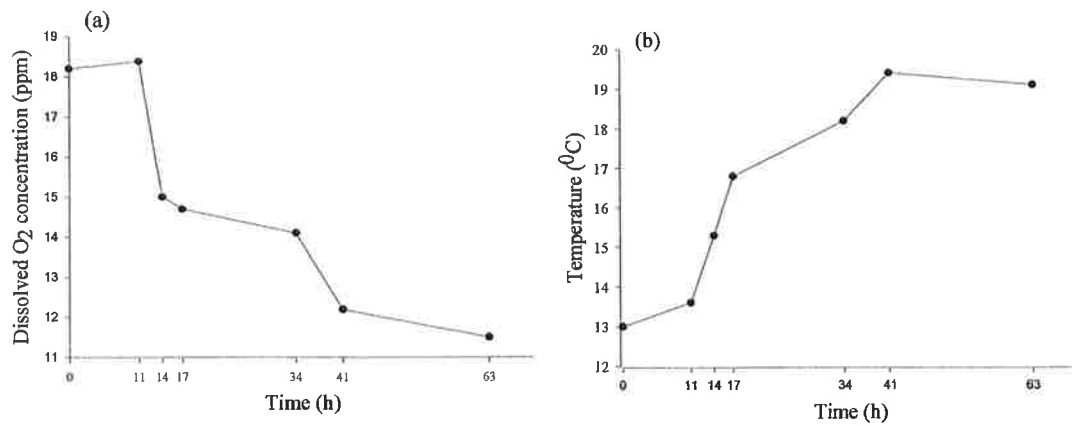 (a)
Dissolved O2 concentration (ppm)
19
18
17
16
15
14
13
12
11
0 11 14 17 34 41 63
Time (h)
(b)
Temperature (0C)
20
19
18
17
16
15
14
13
12
0 11 14 17 34 41 63
Time (h)